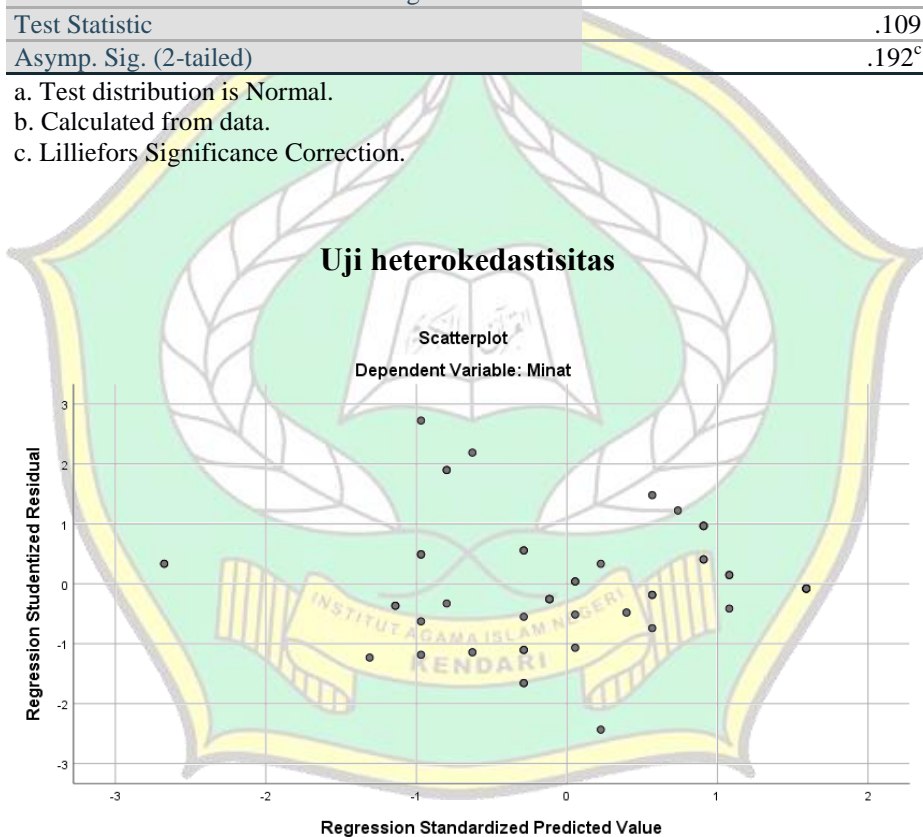 Test Statistic .109
Asymp. Sig. (2-tailed) .192c
a. Test distribution is Normal.
b. Calculated from data.
c. Lilliefors Significance Correction.
Uji heterokedastisitas
Scatterplot
Dependent Variable: Minat
Regression Studentized Residual
3
2
1
0
-1
-2
-3
INSTITUT AGAMA ISLAM NEGERI
KENDARI
-3 -2 -1 0 1 2
Regression Standardized Predicted Value